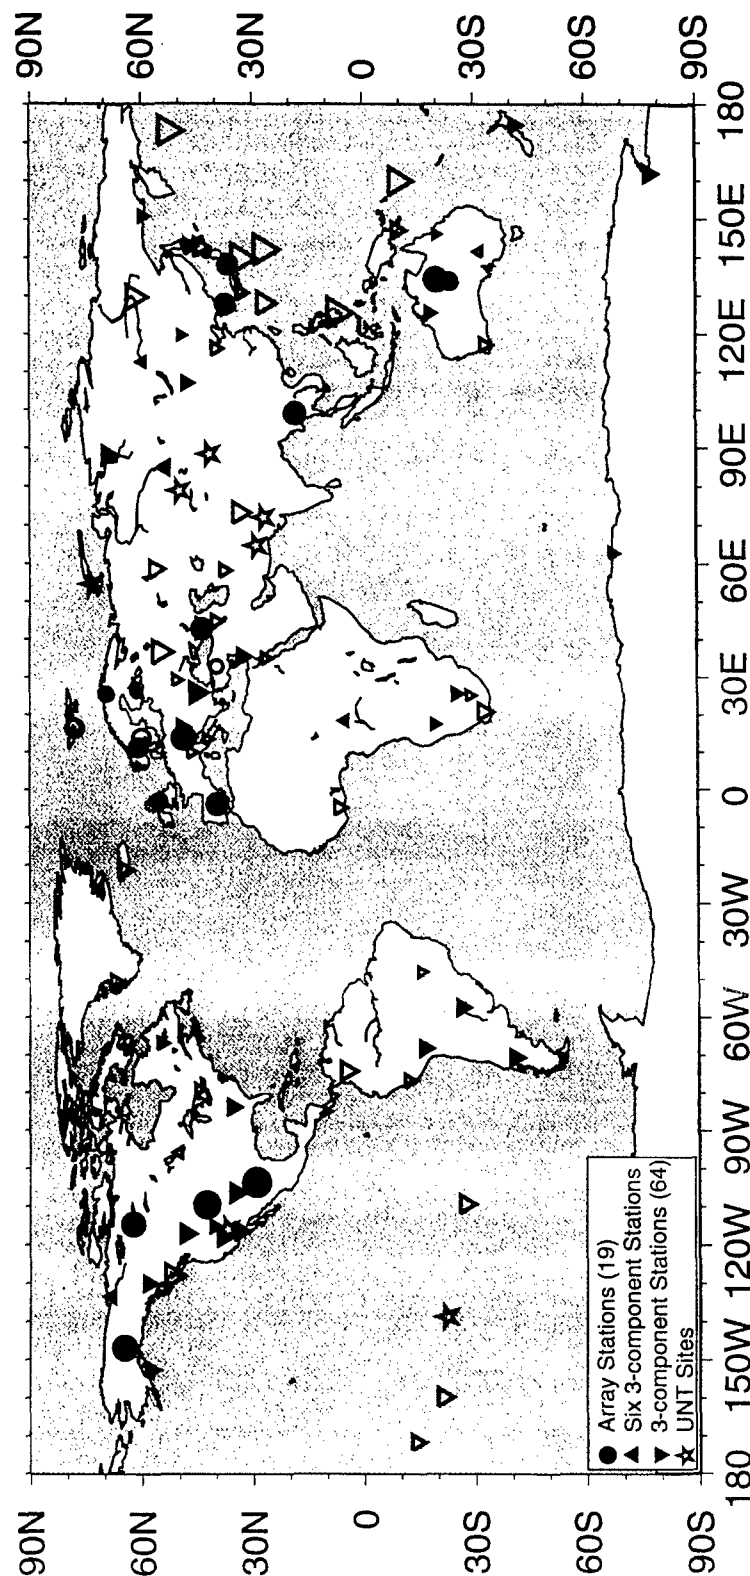 90N
60N
30N
0
30S
60S
90S
180
150W
120W
90W
60W
30W
0
30E
60E
90E
120E
150E
180
90N
60N
30N
0
30S
60S
90S
Array Stations (19)
Six 3-component Stations
3-component Stations (64)
UNT Sites